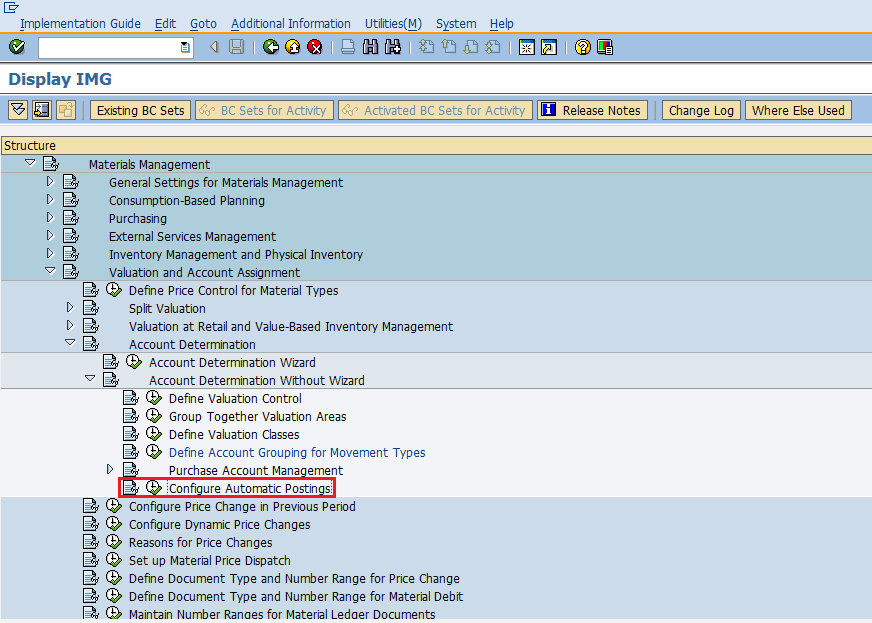 Implementation Guide Edit Goto Additional Information Utilities(M) System Help
Display IMG
Existing BC Sets BC Sets for Activity Activated BC Sets for Activity Release Notes Change Log Where Else Used
Structure
Materials Management
General Settings for Materials Management
Consumption-Based Planning
Purchasing
External Services Management
Inventory Management and Physical Inventory
Valuation and Account Assignment
Define Price Control for Material Types
Split Valuation
Valuation at Retail and Value-Based Inventory Management
Account Determination
Account Determination Wizard
Account Determination Without Wizard
Define Valuation Control
Group Together Valuation Areas
Define Valuation Classes
Define Account Grouping for Movement Types
Purchase Account Management
Configure Automatic Postings
Configure Price Change in Previous Period
Configure Dynamic Price Changes
Reasons for Price Changes
Set up Material Price Dispatch
Define Document Type and Number Range for Price Change
Define Document Type and Number Range for Material Debit
Maintain Number Ranges for Material Ledger Documents